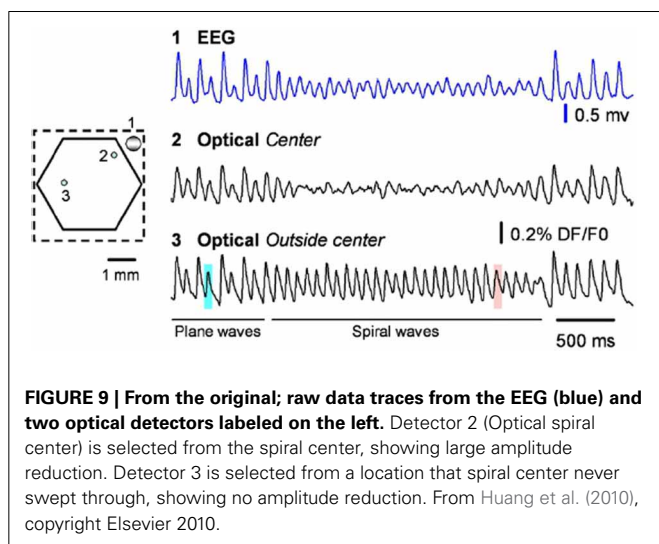 1 EEG
0.5 mv
1
2 Optical Center
2
3
1 mm
3 Optical Outside center
0.2% DF/F0
Plane waves
Spiral waves
500 ms
FIGURE 9 | From the original; raw data traces from the EEG (blue) and
two optical detectors labeled on the left. Detector 2 (Optical spiral
center) is selected from the spiral center, showing large amplitude
reduction. Detector 3 is selected from a location that spiral center never
swept through, showing no amplitude reduction. From Huang et al. (2010),
copyright Elsevier 2010.